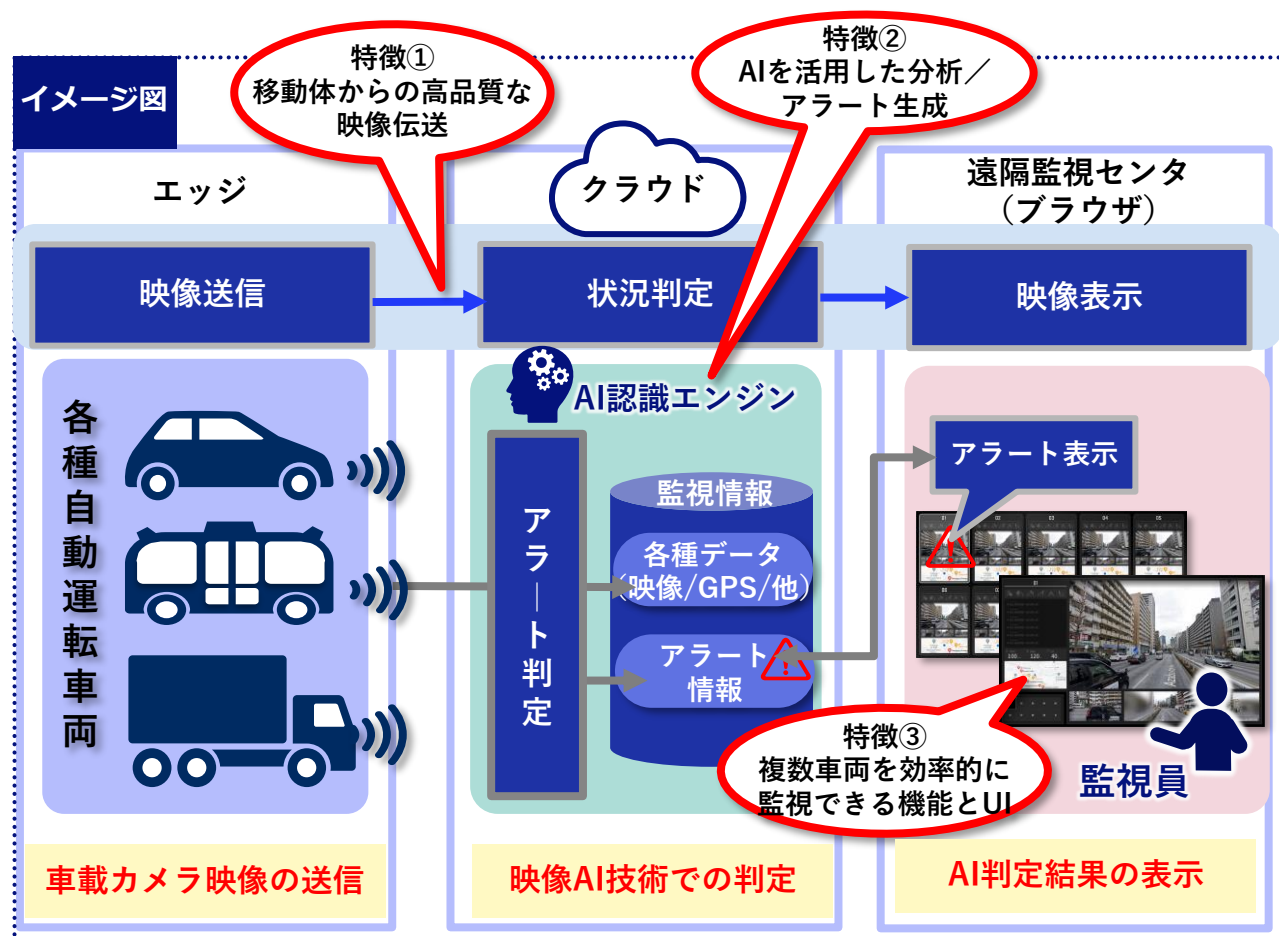 イメージ図
特徴①
移動体からの高品質な
映像伝送
特徴②
AIを活用した分析／
アラート生成
エッジ
クラウド
遠隔監視センタ
（ブラウザ）
映像送信
状況判定
映像表示
各種自動運転車両
AI認識エンジン
アラート判定
監視情報
各種データ
（映像/GPS/他）
アラート
情報
アラート表示
01
02
03
04
05
特徴③
複数車両を効率的に
監視できる機能とUI
監視員
車載カメラ映像の送信
映像AI技術での判定
AI判定結果の表示